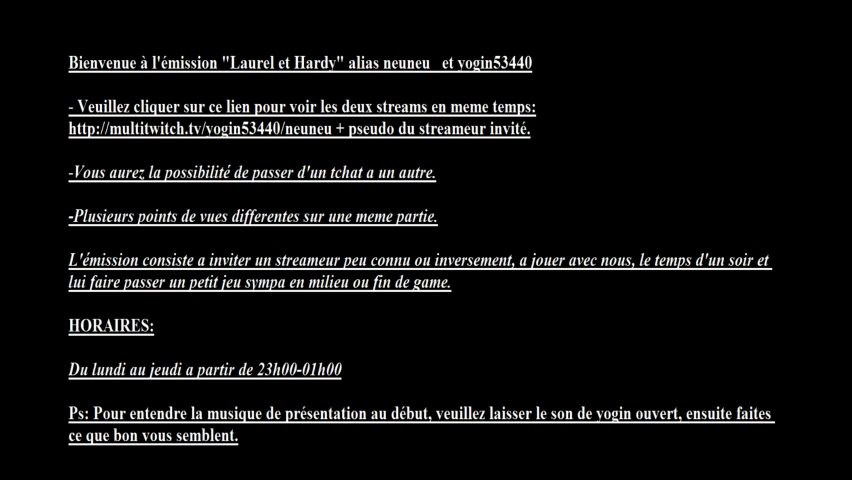 Bienvenue à l'émission "Laurel et Hardy" alias neuneu   et yogin53440
- Veuillez cliquer sur ce lien pour voir les deux streams en meme temps:
http://multitwitch.tv/yogin53440/neuneu + pseudo du streameur invité.
-Vous aurez la possibilité de passer d'un tchat a un autre.
-Plusieurs points de vues differentes sur une meme partie.
L'émission consiste a inviter un streameur peu connu ou inversement, a jouer avec nous, le temps d'un soir et
lui faire passer un petit jeu sympa en milieu ou fin de game.
HORAIRES:
Du lundi au jeudi a partir de 23h00-01h00
Ps: Pour entendre la musique de présentation au début, veuillez laisser le son de yogin ouvert, ensuite faites
ce que bon vous semblent.